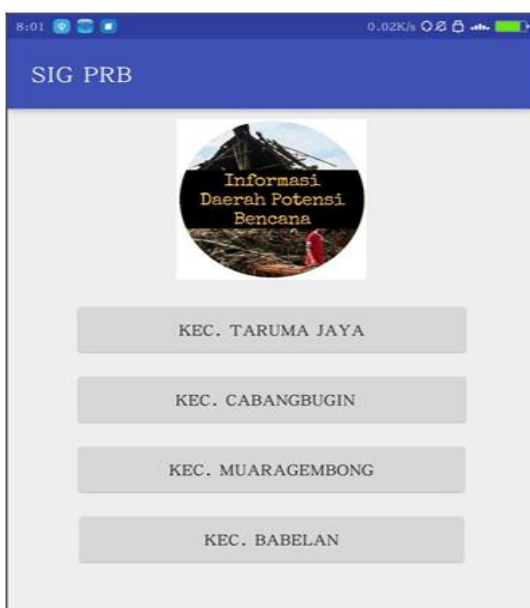 8:01
0.02K/s
SIG PRB
Informasi
Daerah Potensi
Bencana
KEC. TARUMA JAYA
KEC. CABANGBUGIN
KEC. MUARAGEMBONG
KEC. BABELAN